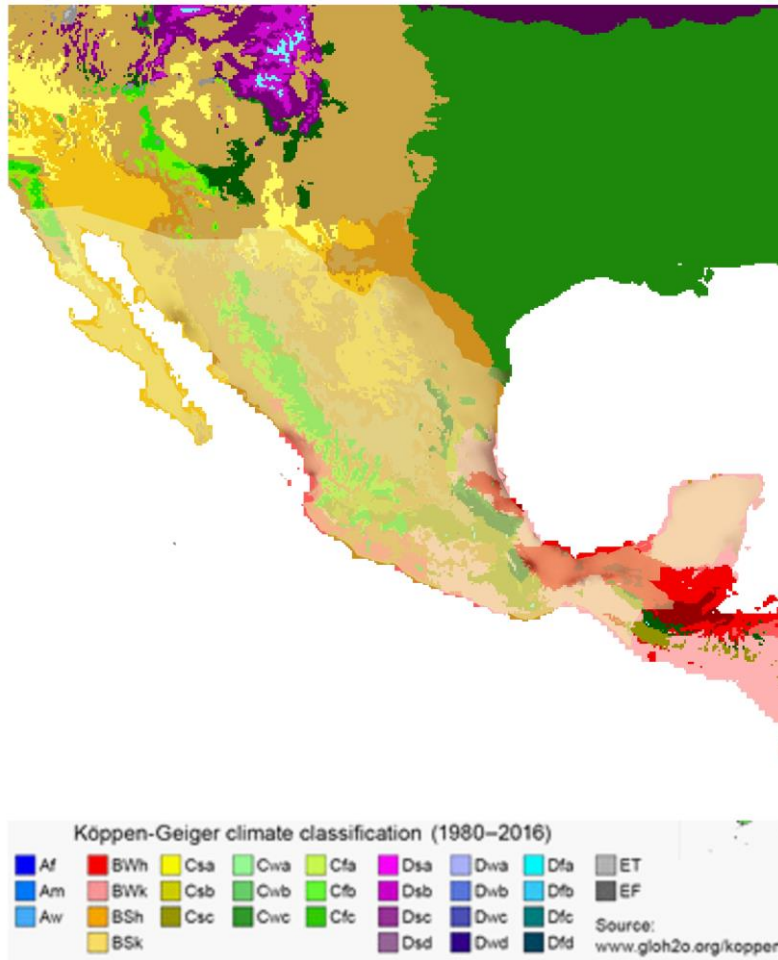 Köppen-Geiger climate classification (1980–2016)
Af BWh Csa Cwa Cfa Dsa Dwa Dfa ET
Am BWk Csb Cwb Cfb Dsb Dwb Dfb EF
Aw BSh Csc Cwc Cfc Dsc Dwc Dfc Source:
BSk Dsd Dwd Dfd www.gloh2o.org/koppen